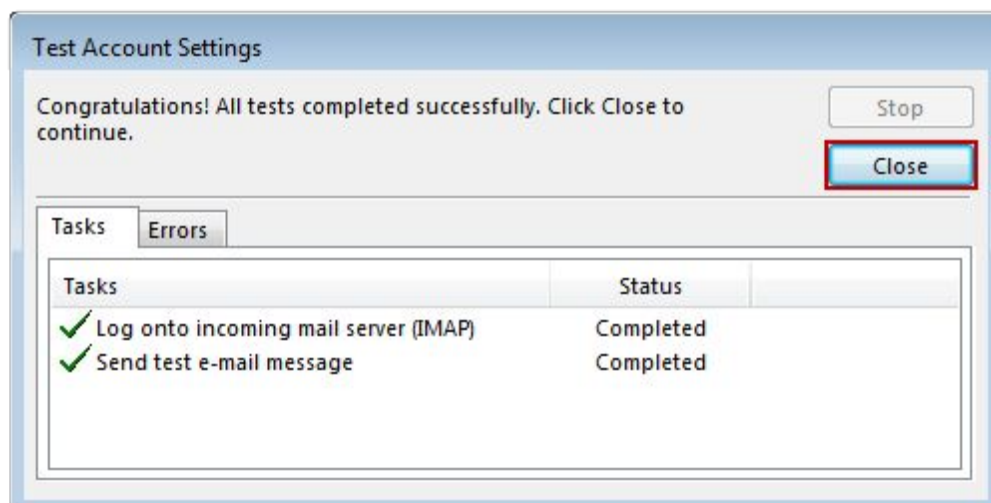 Test Account Settings
Congratulations! All tests completed successfully. Click Close to
continue.
Stop
Close
Tasks
Errors
Tasks Status
Log onto incoming mail server (IMAP) Completed
Send test e-mail message Completed